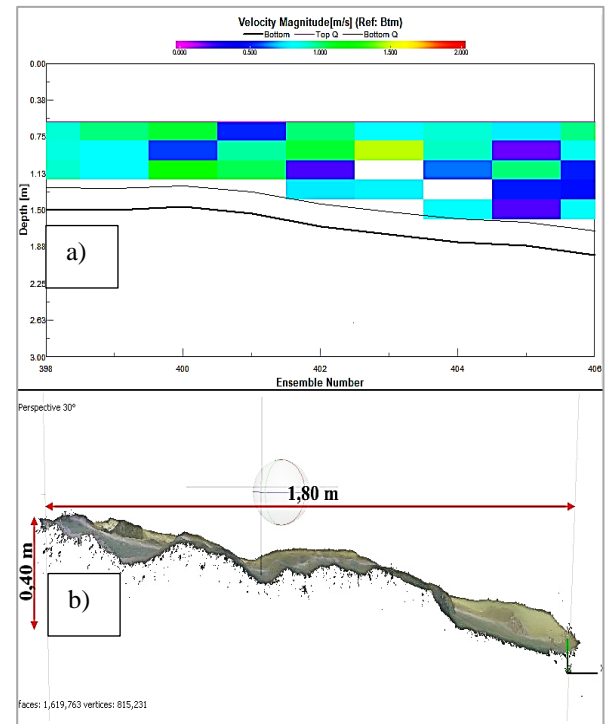 Velocity Magnitude[m/s] (Ref: Btm)
Bottom Top Q Bottom Q
0.000 0.500 1.000 1.500 2.000
0.00
0.38
0.75
1.13
1.50
1.88
2.25
2.63
3.00
Depth [m]
a)
398 400 402 404 406
Ensemble Number
Perspective 30°
1,80 m
0,40 m
b)
faces: 1,619,763 vertices: 815,231